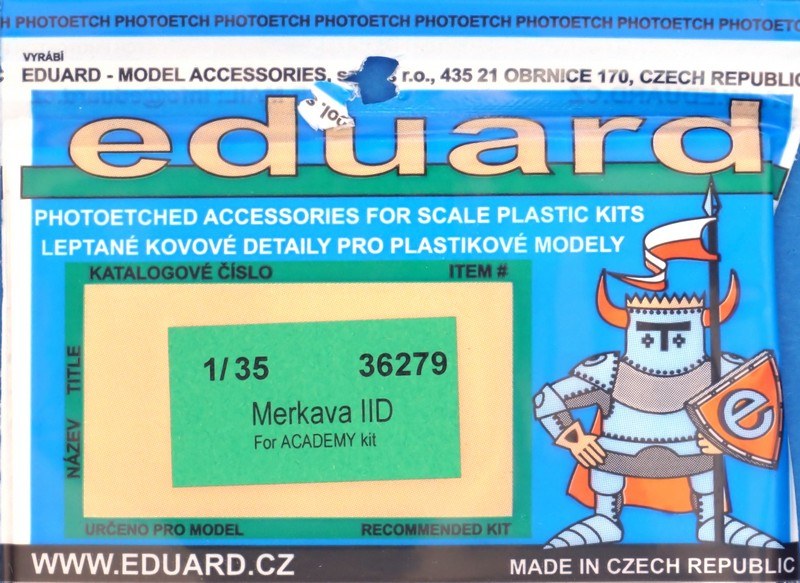 H PHOTOETCH PHOTOETCH PHOTOETCH PHOTOETCH PHOTOETCH PHOTOETCH PHOTOETC
VYRÁBÍ
EDUARD - MODEL ACCESSORIES, s r.o., 435 21 OBRNICE 170, CZECH REPUBLIC
ol. s
eduard
PHOTOETCHED ACCESSORIES FOR SCALE PLASTIC KITS
LEPTANÉ KOVOVÉ DETAILY PRO PLASTIKOVÉ MODELY
KATALOGOVÉ ČÍSLO ITEM #
NÁZEV TITLE
1/35 36279
Merkava IID
For ACADEMY kit
e
URČENO PRO MODEL RECOMMENDED KIT
WWW.EDUARD.CZ MADE IN CZECH REPUBLIC